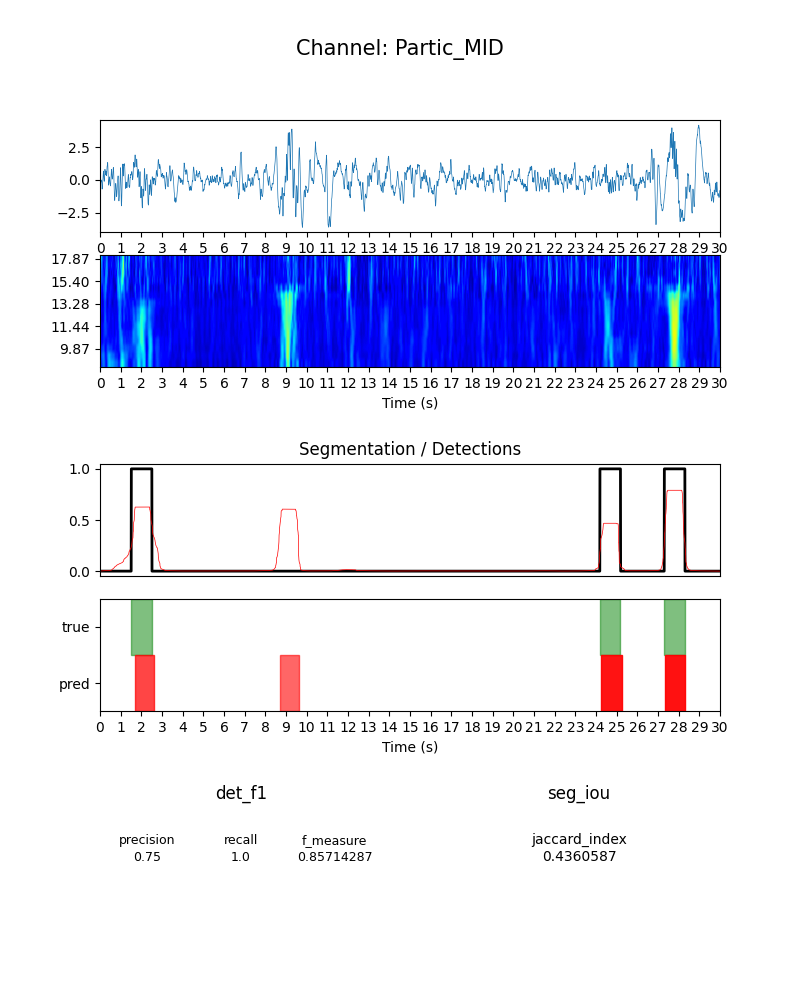 Channel: Partic_MID
2.5
0.0
−2.5
0 1 2 3 4 5 6 7 8 9 10 11 12 13 14 15 16 17 18 19 20 21 22 23 24 25 26 27 28 29 30
17.87
15.40
13.28
11.44
9.87
0 1 2 3 4 5 6 7 8 9 10 11 12 13 14 15 16 17 18 19 20 21 22 23 24 25 26 27 28 29 30
Time (s)
Segmentation / Detections
1.0
0.5
0.0
true
pred
0 1 2 3 4 5 6 7 8 9 10 11 12 13 14 15 16 17 18 19 20 21 22 23 24 25 26 27 28 29 30
Time (s)
det_f1 seg_iou
precision recall f_measure jaccard_index
0.75 1.0 0.85714287 0.4360587